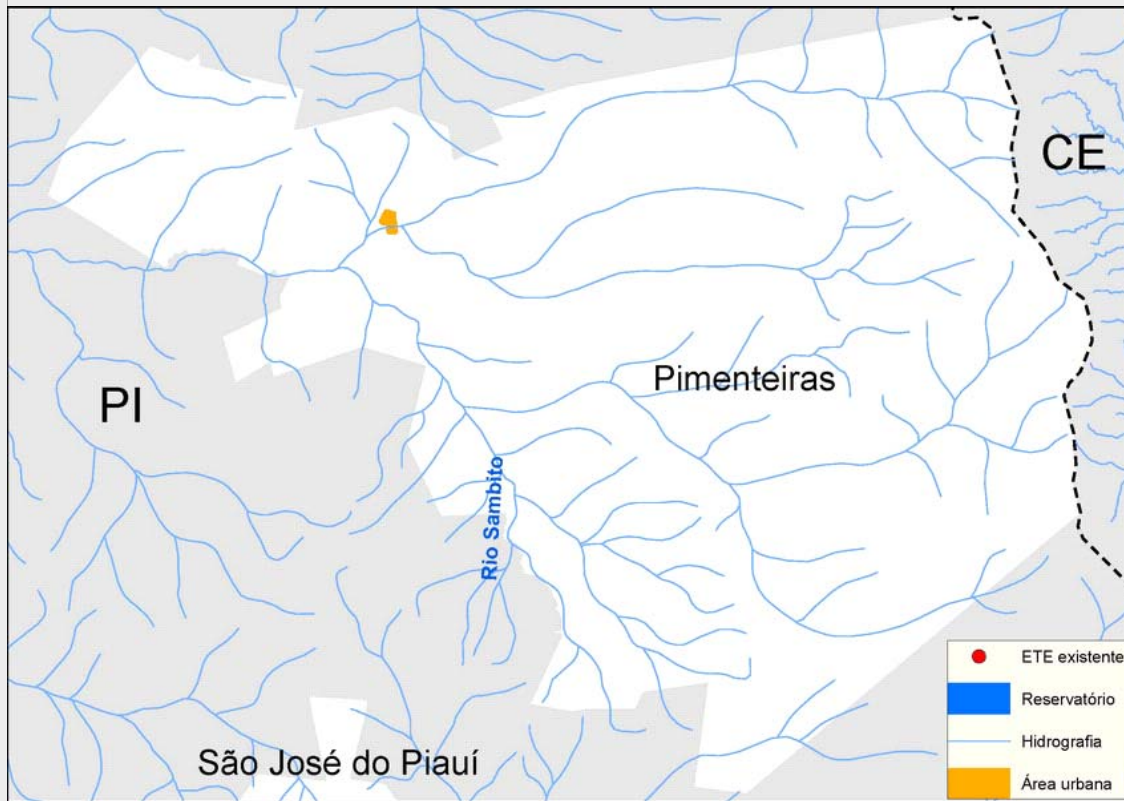 CE
Pimenteiras
PI
Rio Sambito
São José do Piauí
ETE existente
Reservatório
Hidrografia
Área urbana